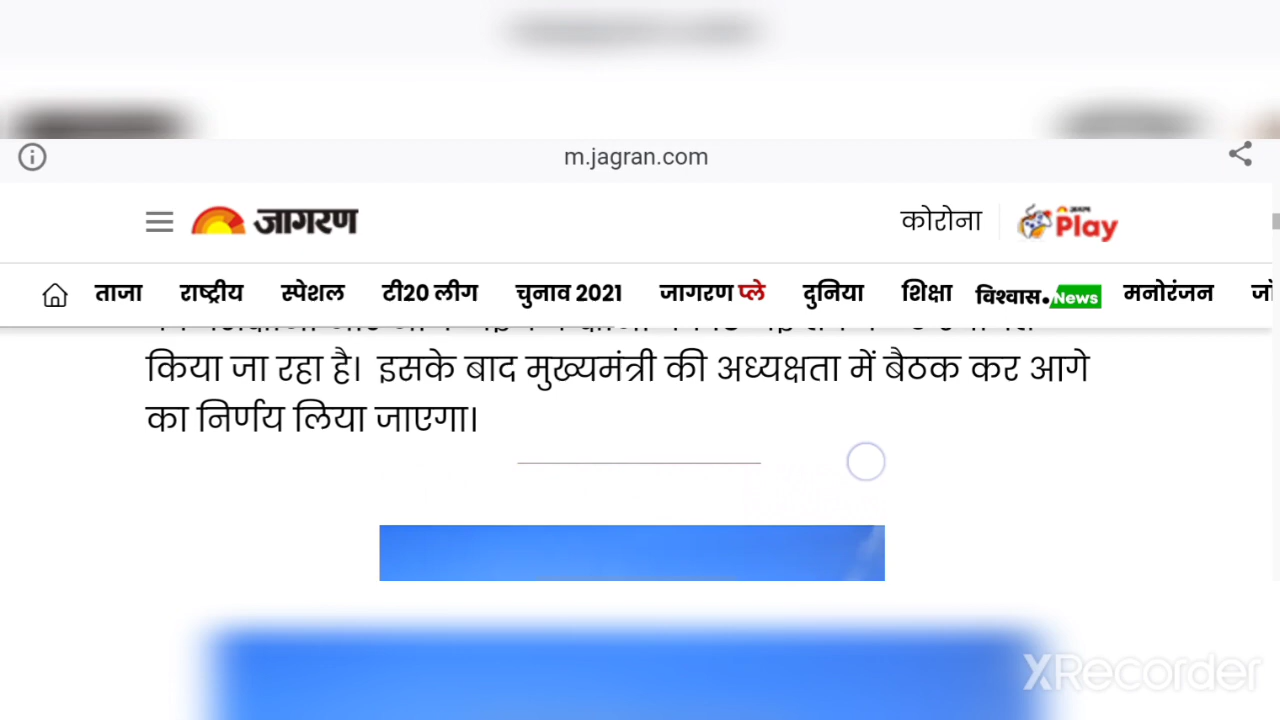 m.jagran.com
जागरण
कोरोना
जागरण Play
ताजा राष्ट्रीय स्पेशल टी20 लीग चुनाव 2021 जागरण प्ले दुनिया शिक्षा विश्वास.News मनोरंजन
किया जा रहा है। इसके बाद मुख्यमंत्री की अध्यक्षता में बैठक कर आगे
का निर्णय लिया जाएगा।
XRecorder